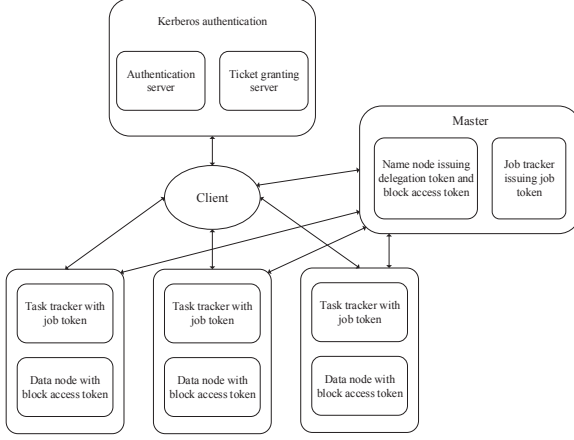 Kerberos authentication
Authentication
server
Ticket granting
server
Master
Name node issuing
delegation token and
block access token
Job tracker
issuing job
token
Client
Task tracker with
job token
Data node with
block access token
Task tracker with
job token
Data node with
block access token
Task tracker with
job token
Data node with
block access token